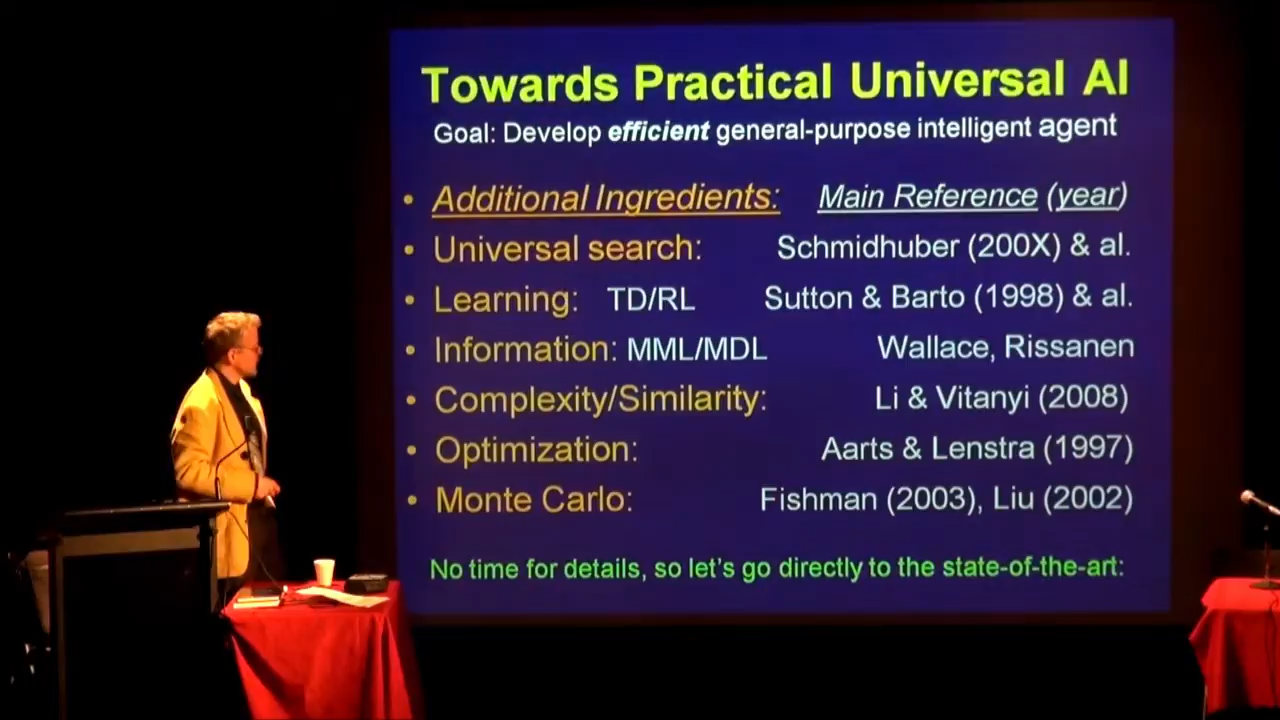 Towards Practical Universal AI
Goal: Develop efficient general-purpose intelligent agent
• Additional Ingredients: Main Reference (year)
• Universal search: Schmidhuber (200X) & al.
• Learning: TD/RL Sutton & Barto (1998) & al.
• Information: MML/MDL Wallace, Rissanen
• Complexity/Similarity: Li & Vitanyi (2008)
• Optimization: Aarts & Lenstra (1997)
• Monte Carlo: Fishman (2003), Liu (2002)
No time for details, so let's go directly to the state-of-the-art: